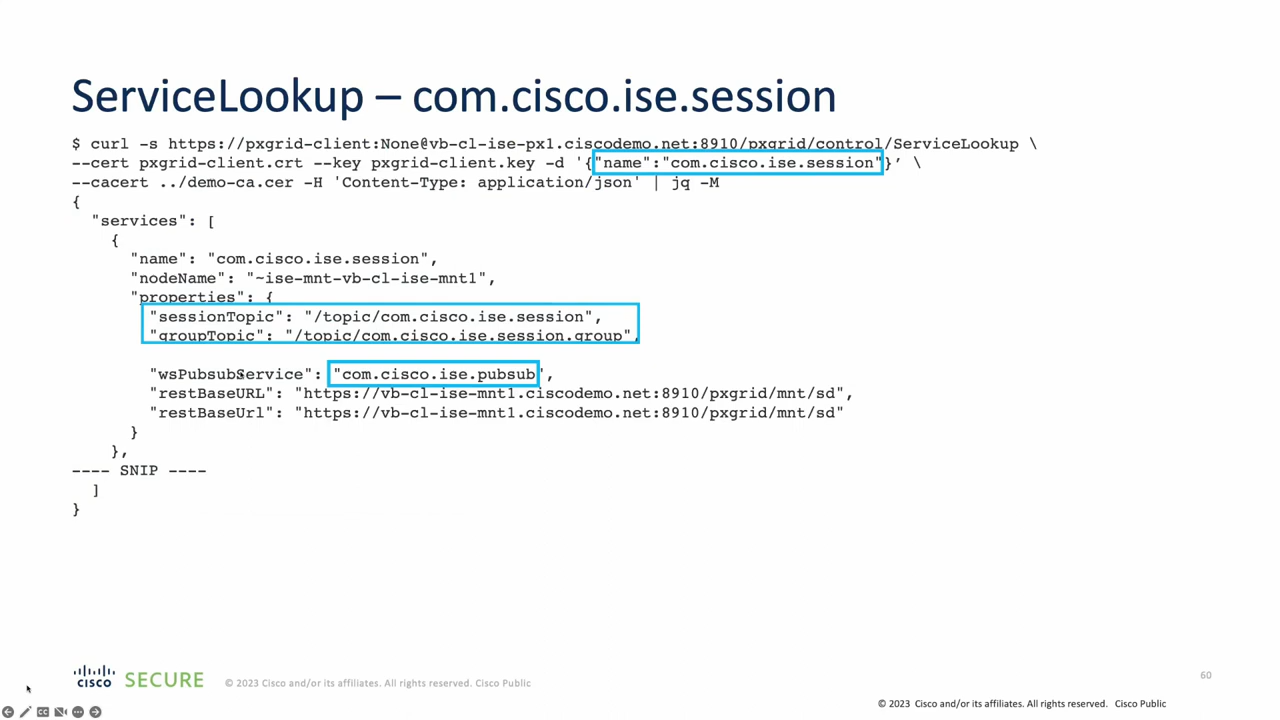 ServiceLookup – com.cisco.ise.session
$ curl -s https://pxgrid-client:None@vb-cl-ise-px1.ciscodemo.net:8910/pxgrid/control/ServiceLookup \
--cert pxgrid-client.crt --key pxgrid-client.key -d '{"name":"com.cisco.ise.session"}’ \
--cacert ../demo-ca.cer -H 'Content-Type: application/json' | jq -M
{
"services": [
{
"name": "com.cisco.ise.session",
"nodeName": "~ise-mnt-vb-cl-ise-mnt1",
"properties": {
"sessionTopic": "/topic/com.cisco.ise.session",
"groupTopic": "/topic/com.cisco.ise.session.group",
"wsPubsubService": "com.cisco.ise.pubsub",
"restBaseURL": "https://vb-cl-ise-mnt1.ciscodemo.net:8910/pxgrid/mnt/sd",
"restBaseUrl": "https://vb-cl-ise-mnt1.ciscodemo.net:8910/pxgrid/mnt/sd"
}
},
---- SNIP ----
]
}
CISCO SECURE © 2023 Cisco and/or its affiliates. All rights reserved. Cisco Public
60
© 2023 Cisco and/or its affiliates. All rights reserved. Cisco Public